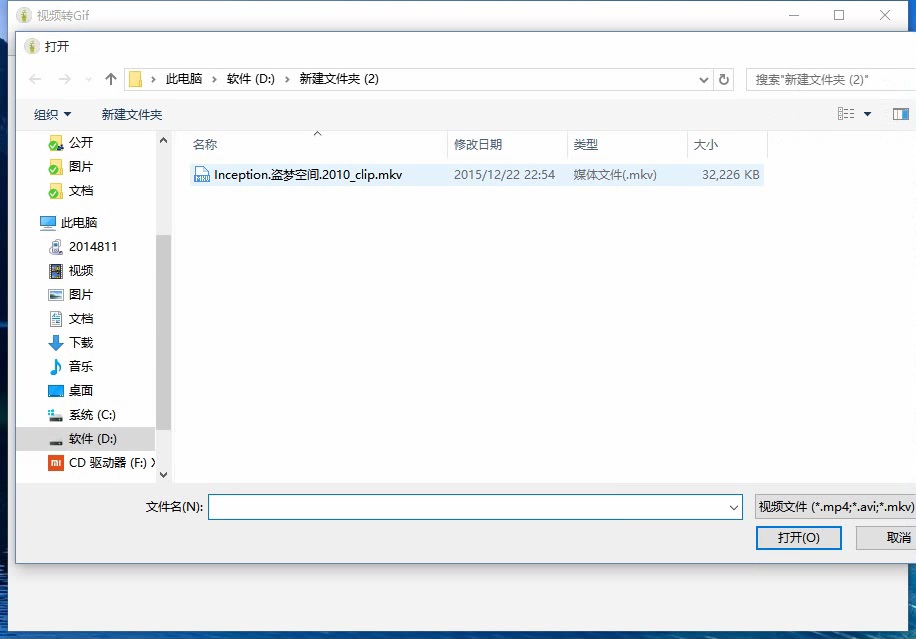 视频转Gif
打开
此电脑 软件 (D:) 新建文件夹 (2)
搜索"新建文件夹 (2)"
组织 新建文件夹
公开
图片
文档
此电脑
2014811
视频
图片
文档
下载
音乐
桌面
系统 (C:)
软件 (D:)
CD 驱动器 (F:) X
名称 修改日期 类型 大小
Inception.盗梦空间.2010_clip.mkv 2015/12/22 22:54 媒体文件(.mkv) 32,226 KB
文件名(N):
视频文件 (*.mp4;*.avi;*.mkv)
打开(O) 取消